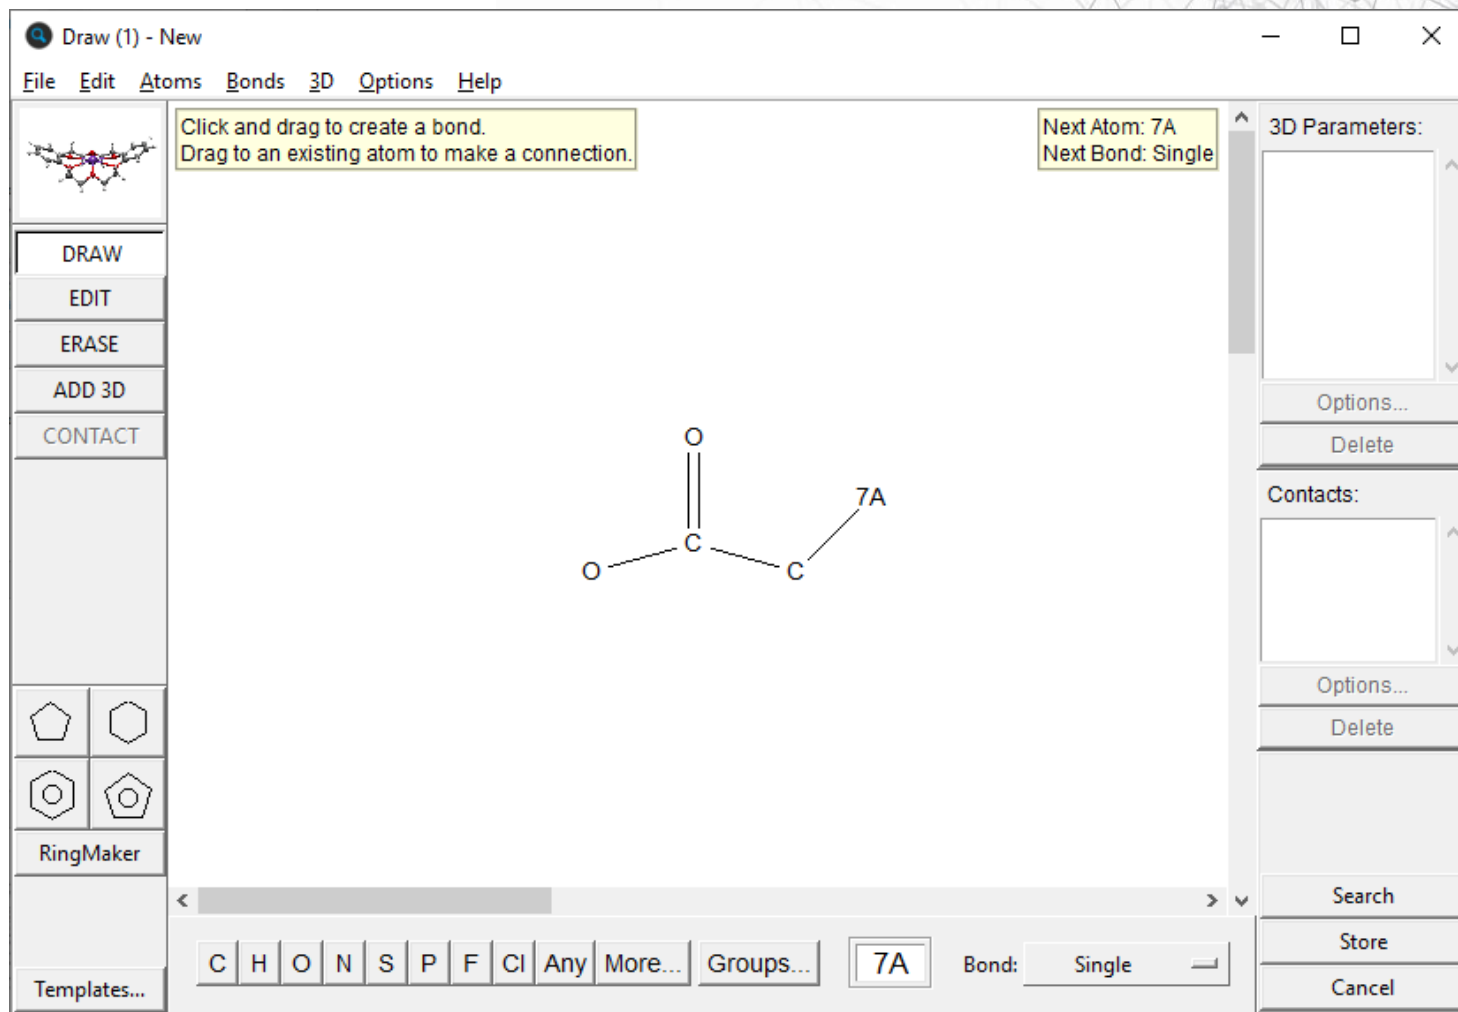 Draw (1) - New
File Edit Atoms Bonds 3D Options Help
Click and drag to create a bond.
Drag to an existing atom to make a connection.
Next Atom: 7A
Next Bond: Single
3D Parameters:
DRAW
EDIT
ERASE
ADD 3D
CONTACT
Options...
Delete
O
7A
C
O
C
Contacts:
Options...
Delete
RingMaker
Templates...
C H O N S P F Cl Any More... Groups... 7A Bond: Single
Search
Store
Cancel